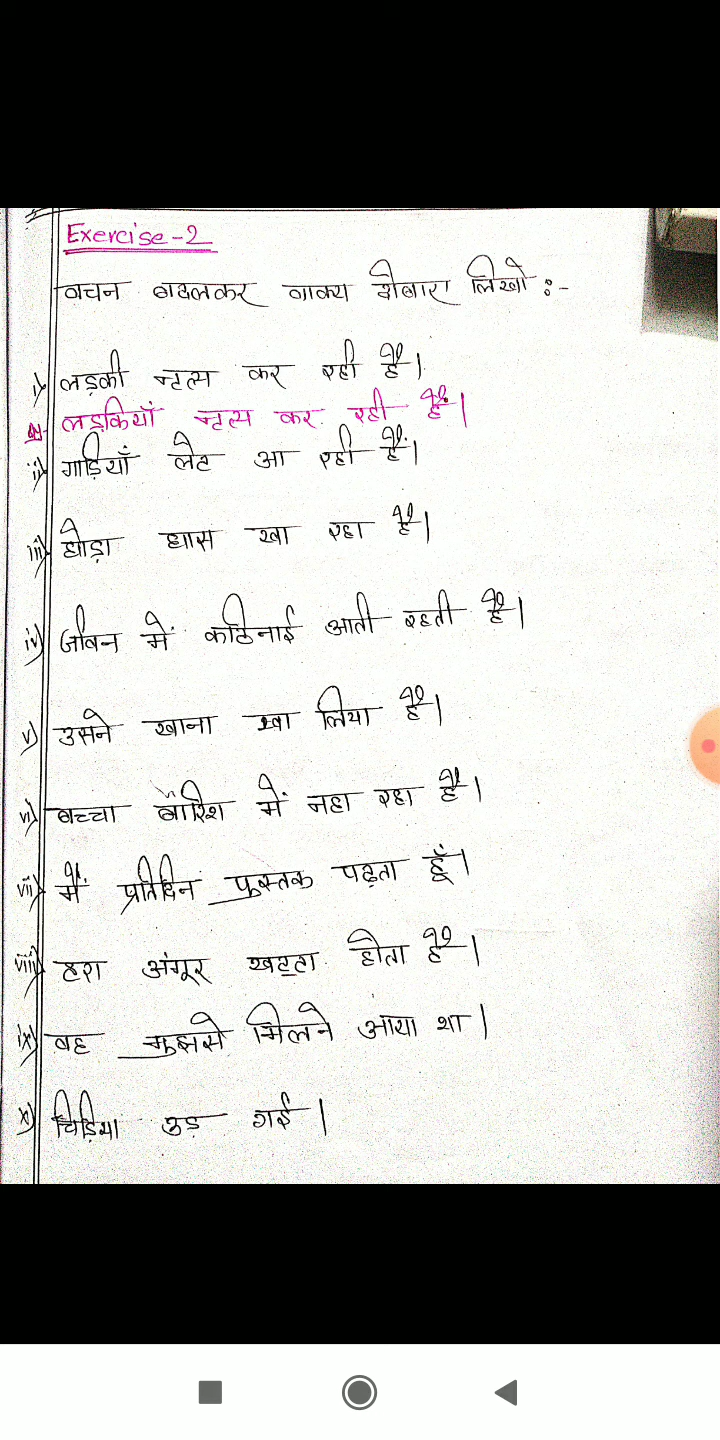 Exercise-2
वचन बदलकर वाक्य दोबारा लिखो :-
i) लड़की नृत्य कर रही है।
लड़कियाँ नृत्य कर रही हैं।
ii) गाड़ियाँ लेट आ रही हैं।
iii) घोड़ा घास खा रहा है।
iv) जीवन में कठिनाई आती रहती है।
v) उसने खाना खा लिया है।
vi) बच्चा बारिश में नहा रहा है।
vii) मैं प्रतिदिन पुस्तक पढ़ता हूँ।
viii) हरा अंगूर खट्टा होता है।
ix) वह मुझसे मिलने आया था।
x) चिड़िया उड़ गई।